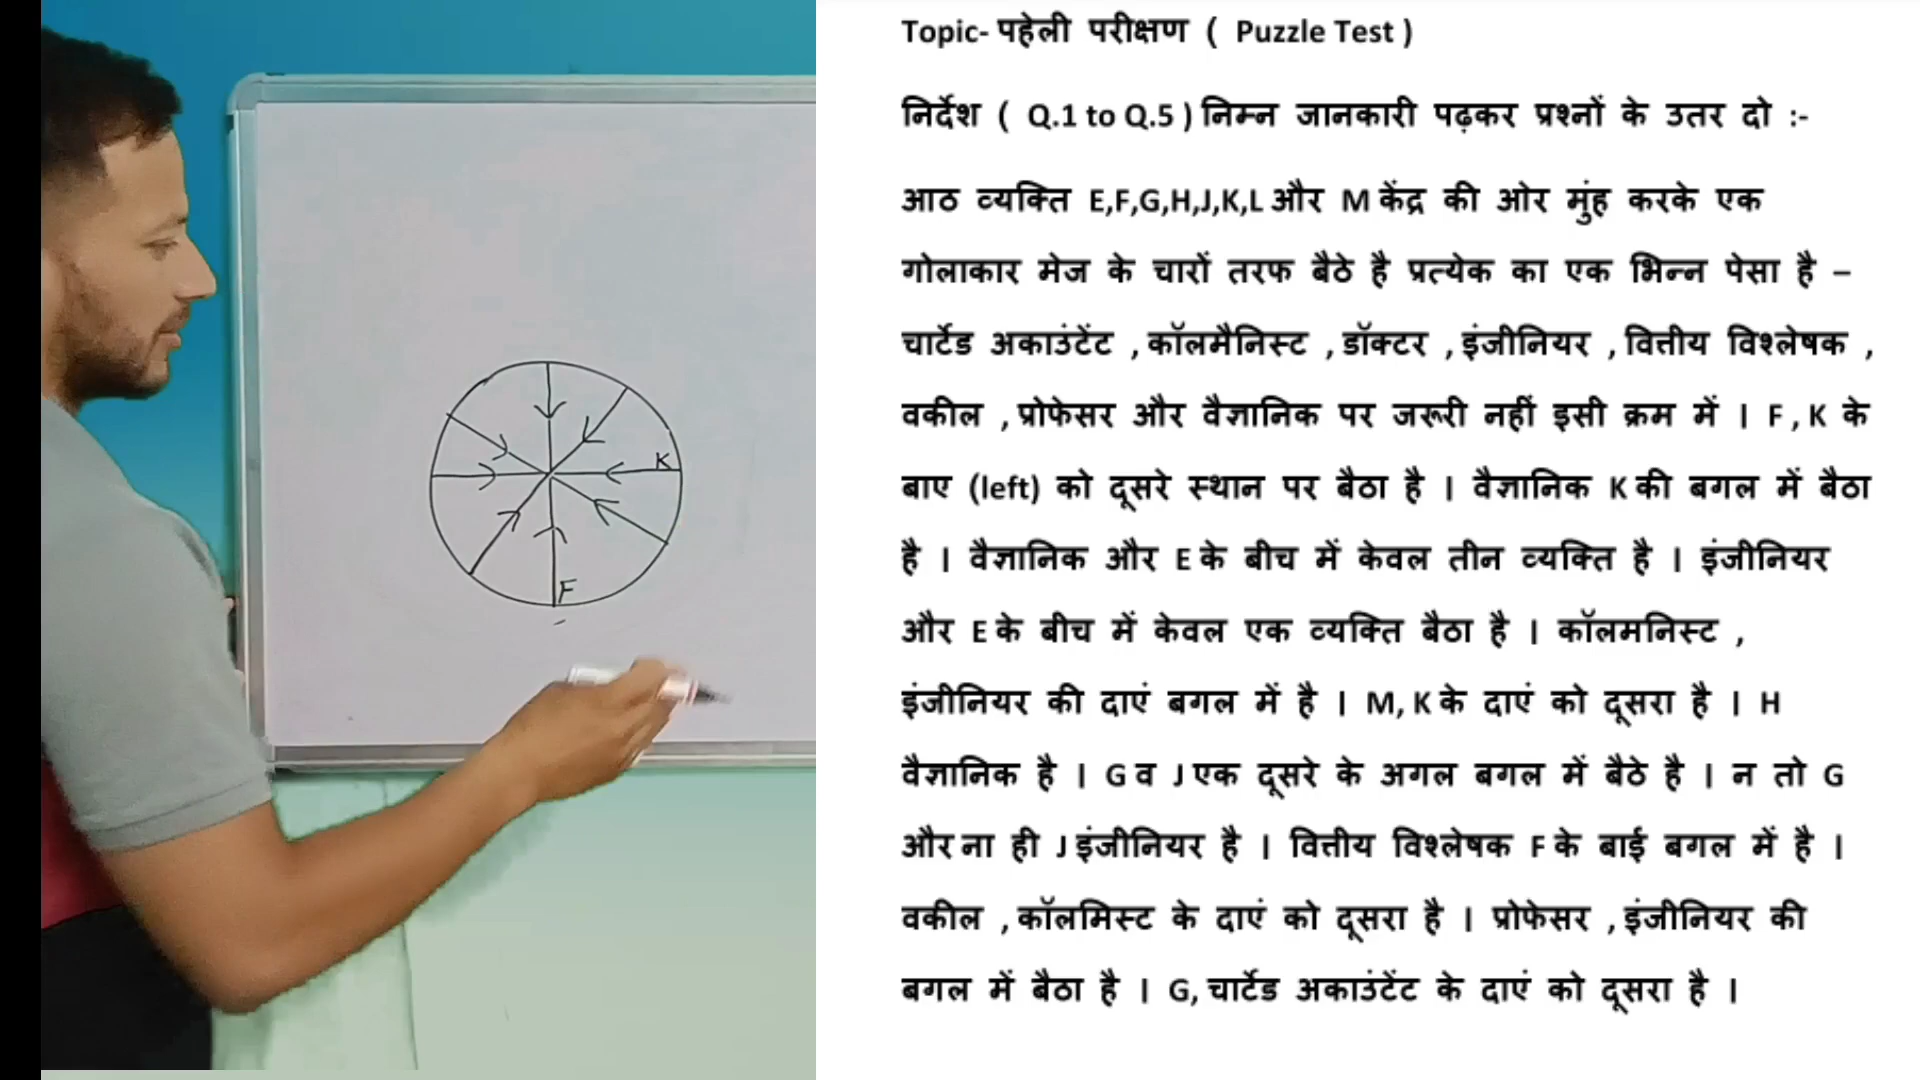 Topic- पहेली परीक्षण ( Puzzle Test )
निर्देश ( Q.1 to Q.5 ) निम्न जानकारी पढ़कर प्रश्नों के उतर दो :-
आठ व्यक्ति E,F,G,H,J,K,L और M केंद्र की ओर मुंह करके एक
गोलाकार मेज के चारों तरफ बैठे है प्रत्येक का एक भिन्न पेसा है –
चार्टेड अकाउंटेंट , कॉलमैनिस्ट , डॉक्टर , इंजीनियर , वित्तीय विश्लेषक ,
वकील , प्रोफेसर और वैज्ञानिक पर जरूरी नहीं इसी क्रम में । F , K के
बाए (left) को दूसरे स्थान पर बैठा है । वैज्ञानिक K की बगल में बैठा
है । वैज्ञानिक और E के बीच में केवल तीन व्यक्ति है । इंजीनियर
और E के बीच में केवल एक व्यक्ति बैठा है । कॉलमनिस्ट ,
इंजीनियर की दाएं बगल में है । M, K के दाएं को दूसरा है । H
वैज्ञानिक है । G व J एक दूसरे के अगल बगल में बैठे है । न तो G
और ना ही J इंजीनियर है । वित्तीय विश्लेषक F के बाई बगल में है ।
वकील , कॉलमिस्ट के दाएं को दूसरा है । प्रोफेसर , इंजीनियर की
बगल में बैठा है । G, चार्टेड अकाउंटेंट के दाएं को दूसरा है ।
K
F